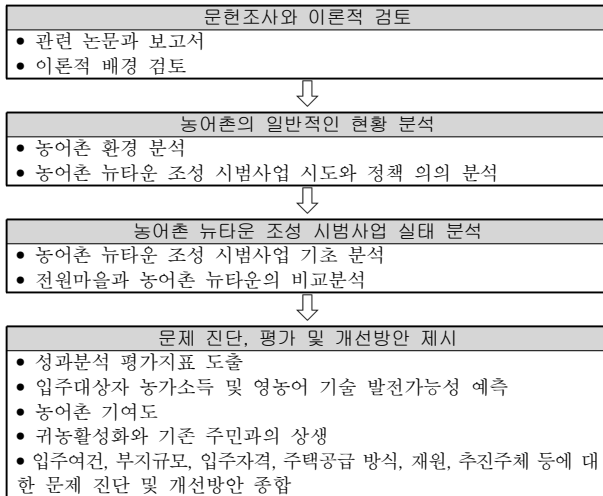 문헌조사와 이론적 검토
• 관련 논문과 보고서
• 이론적 배경 검토
농어촌의 일반적인 현황 분석
• 농어촌 환경 분석
• 농어촌 뉴타운 조성 시범사업 시도와 정책 의의 분석
농어촌 뉴타운 조성 시범사업 실태 분석
• 농어촌 뉴타운 조성 시범사업 기초 분석
• 전원마을과 농어촌 뉴타운의 비교분석
문제 진단, 평가 및 개선방안 제시
• 성과분석 평가지표 도출
• 입주대상자 농가소득 및 영농어 기술 발전가능성 예측
• 농어촌 기여도
• 귀농활성화와 기존 주민과의 상생
• 입주여건, 부지규모, 입주자격, 주택공급 방식, 재원, 추진주체 등에 대
한 문제 진단 및 개선방안 종합